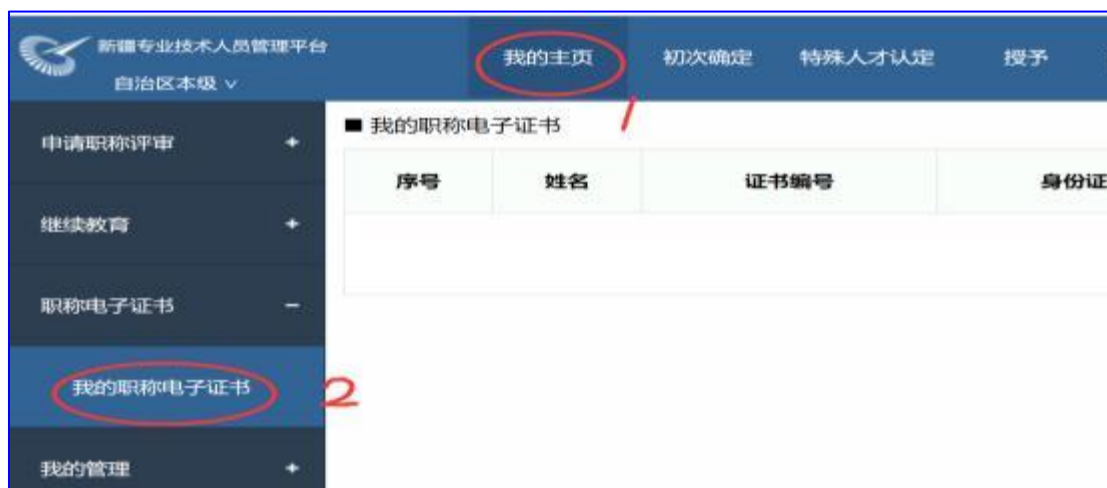 新疆专业技术人员管理平台
自治区本级
我的主页 初次确定 特殊人才认定 授予
1
申请职称评审 +
■ 我的职称电子证书
序号 姓名 证书编号 身份证
继续教育 +
职称电子证书 −
我的职称电子证书
2
我的管理 +